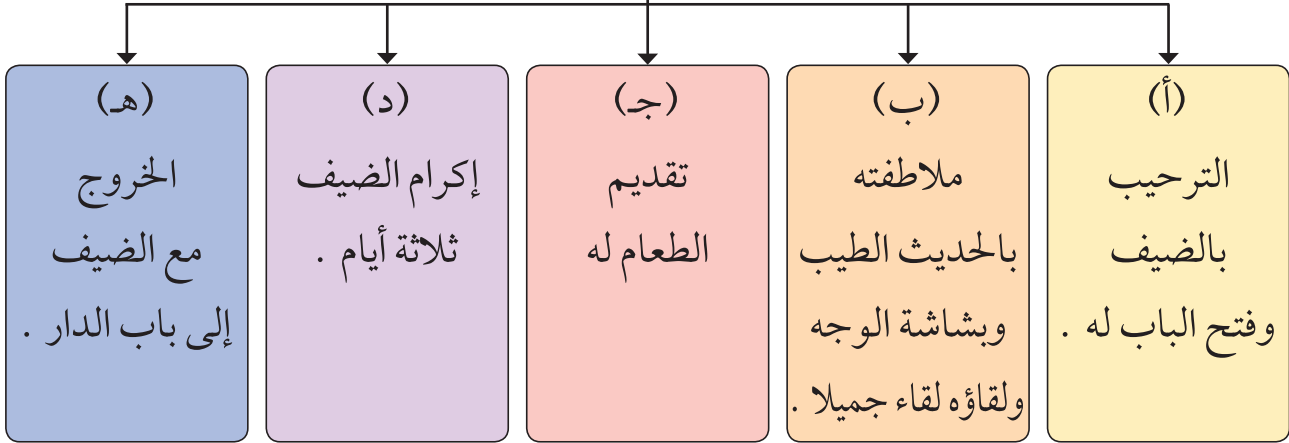 (أ)
الترحيب
بالضيف
وفتح الباب له .
(ب)
ملاطفته
بالحديث الطيب
وبشاشة الوجه
ولقاؤه لقاء جميلا .
(جـ)
تقديم
الطعام له
(د)
إكرام الضيف
ثلاثة أيام .
(هـ)
الخروج
مع الضيف
إلى باب الدار .